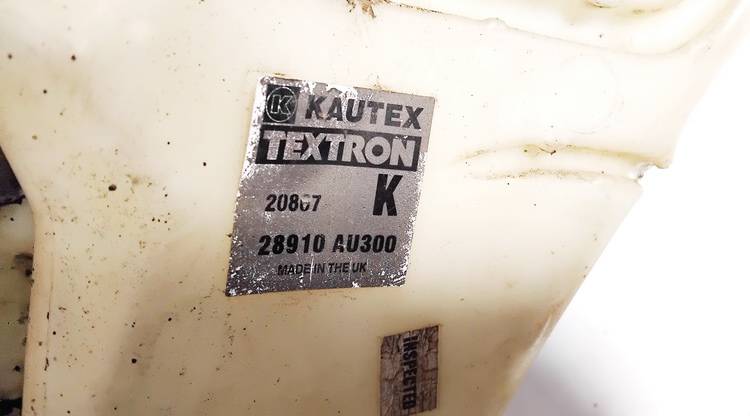 K KAUTEX
TEXTRON
20867 K
28910 AU300
MADE IN THE UK
INSPECTED